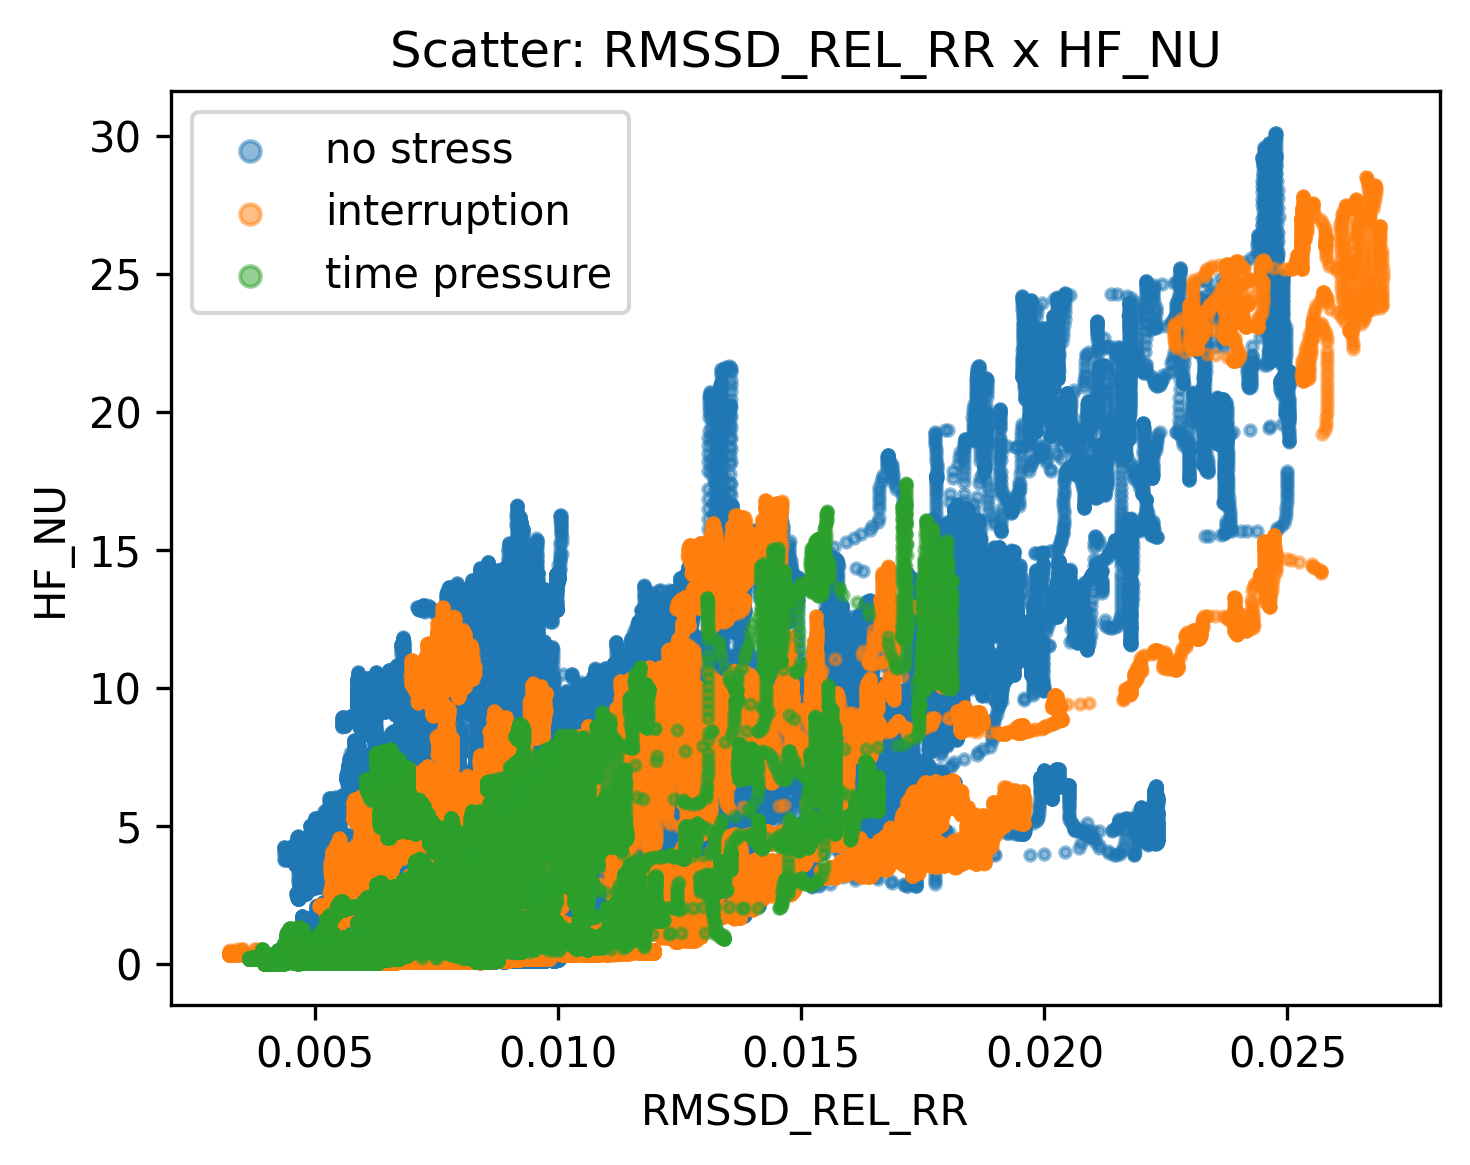 Scatter: RMSSD_REL_RR x HF_NU
no stress
interruption
time pressure
30
25
20
15
10
5
0
HF_NU
0.005 0.010 0.015 0.020 0.025
RMSSD_REL_RR